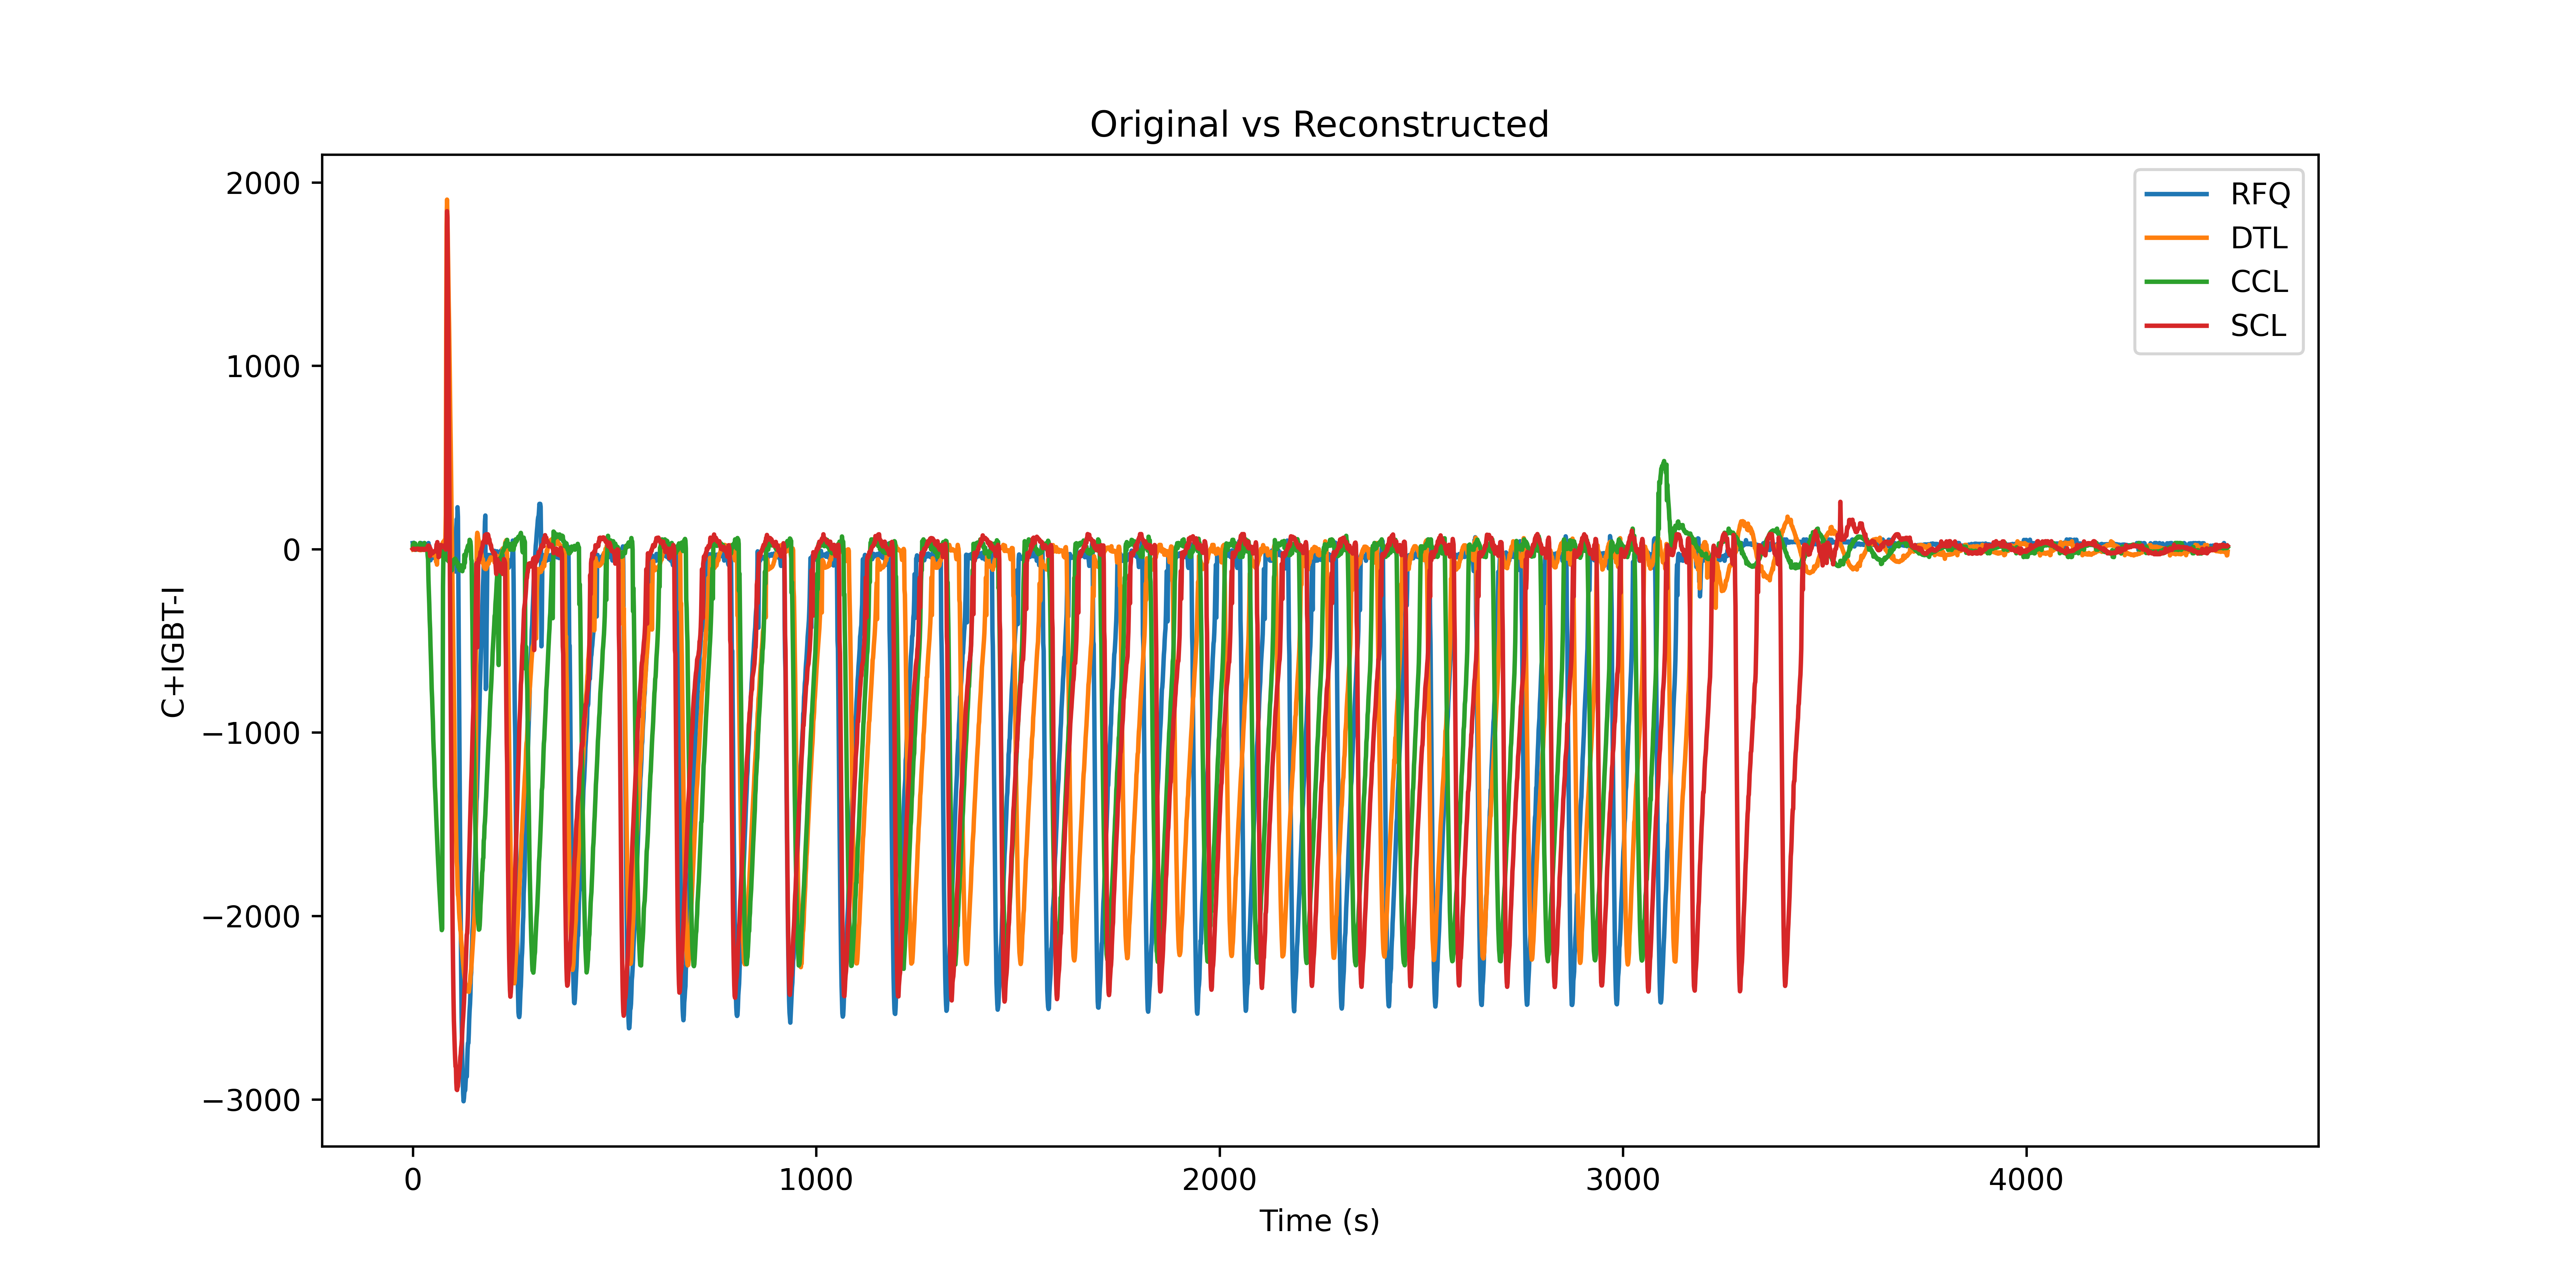 Original vs Reconstructed
2000
1000
0
−1000
−2000
−3000
C+IGBT-I
RFQ
DTL
CCL
SCL
0 1000 2000 3000 4000
Time (s)